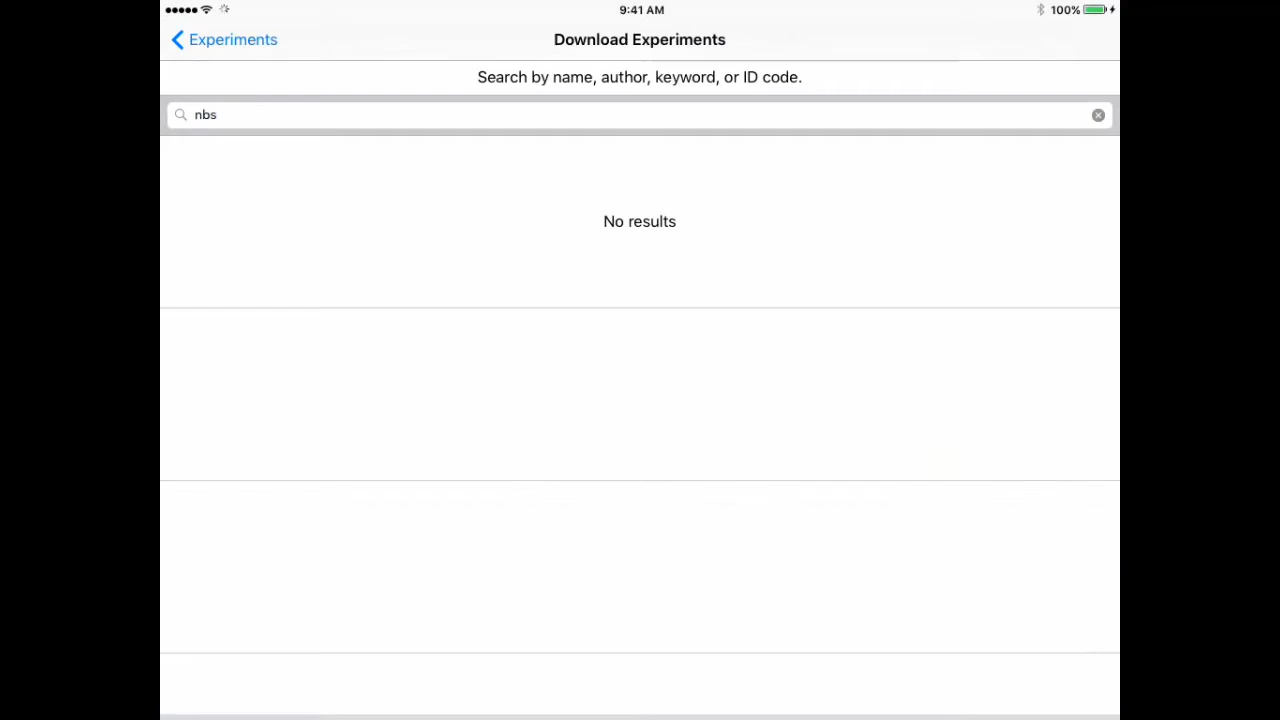 9:41 AM
100%
Experiments
Download Experiments
Search by name, author, keyword, or ID code.
nbs
No results